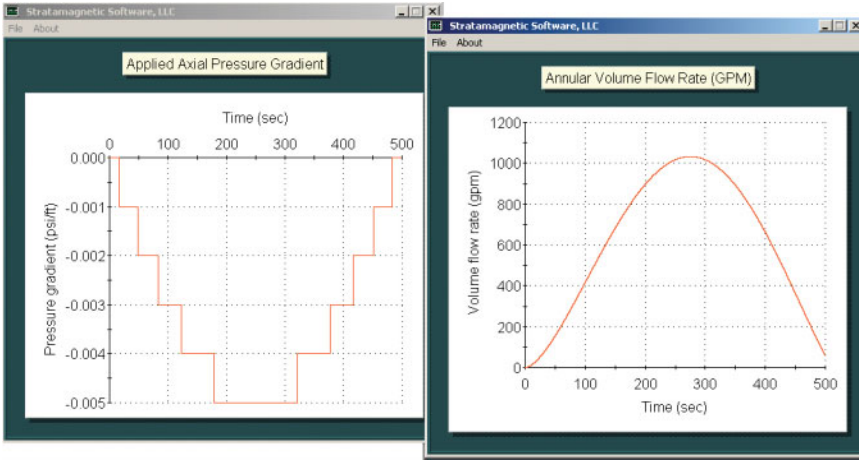 Stratamagnetic Software, LLC
File About
Applied Axial Pressure Gradient
Time (sec)
0 100 200 300 400 500
0.000
-0.001
-0.002
-0.003
-0.004
-0.005
Pressure gradient (psi/ft)
Stratamagnetic Software, LLC
File About
Annular Volume Flow Rate (GPM)
1200
1000
800
600
400
200
0
Volume flow rate (gpm)
0 100 200 300 400 500
Time (sec)